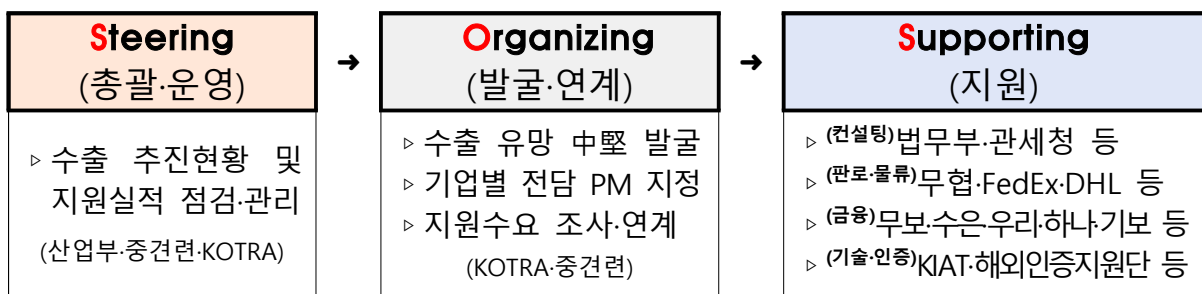 Steering
(총괄·운영)
▹ 수출 추진현황 및
지원실적 점검·관리
(산업부·중견련·KOTRA)
➜
Organizing
(발굴·연계)
▹ 수출 유망 中堅 발굴
▹ 기업별 전담 PM 지정
▹ 지원수요 조사·연계
(KOTRA·중견련)
➜
Supporting
(지원)
▹ (컨설팅)법무부·관세청 등
▹ (판로·물류)무협·FedEx·DHL 등
▹ (금융)무보·수은·우리·하나·기보 등
▹ (기술·인증)KIAT·해외인증지원단 등